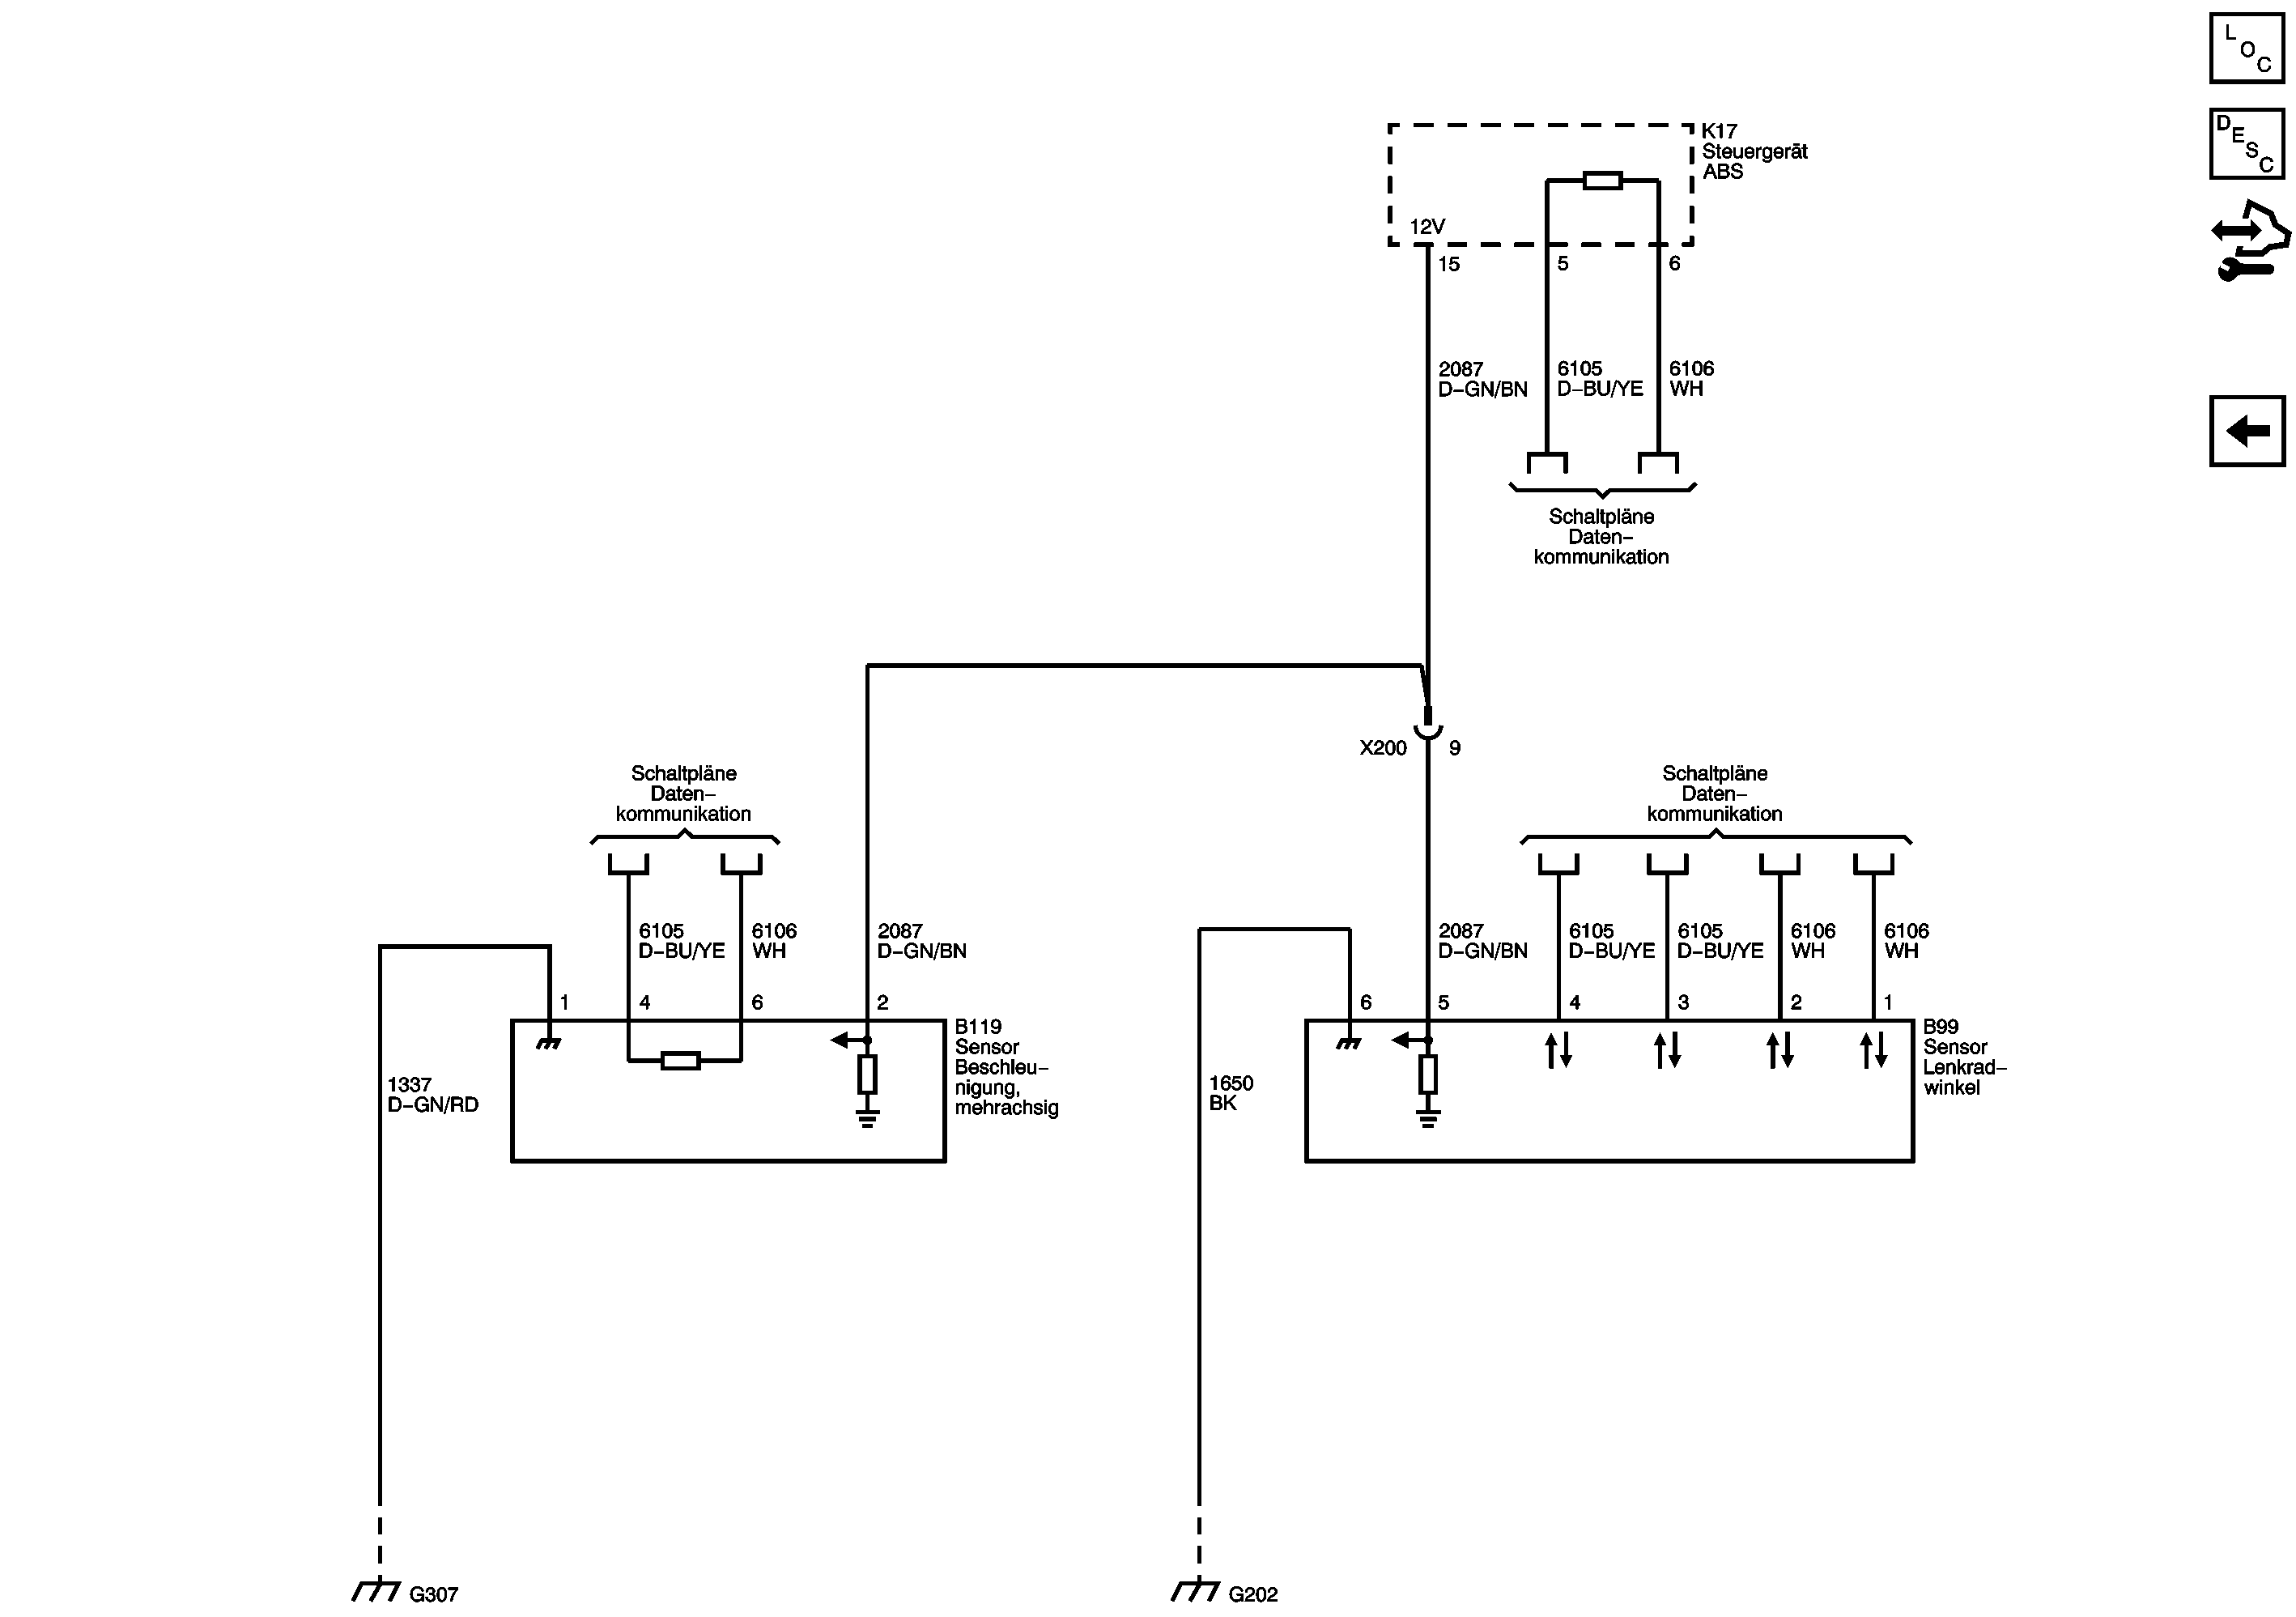 L
O
C
D
E
S
C
K17
Steuergerät
ABS
12V
15
5
6
2087
D−GN/BN
6105
D−BU/YE
6106
WH
Schaltpläne
Daten−
kommunikation
X200
9
Schaltpläne
Daten−
kommunikation
Schaltpläne
Daten−
kommunikation
6105
D−BU/YE
6106
WH
2087
D−GN/BN
2087
D−GN/BN
6105
D−BU/YE
6105
D−BU/YE
6106
WH
6106
WH
1
4
6
2
6
5
4
3
2
1
B119
Sensor
Beschleu−
nigung,
mehrachsig
B99
Sensor
Lenkrad−
winkel
1337
D−GN/RD
1650
BK
G307
G202